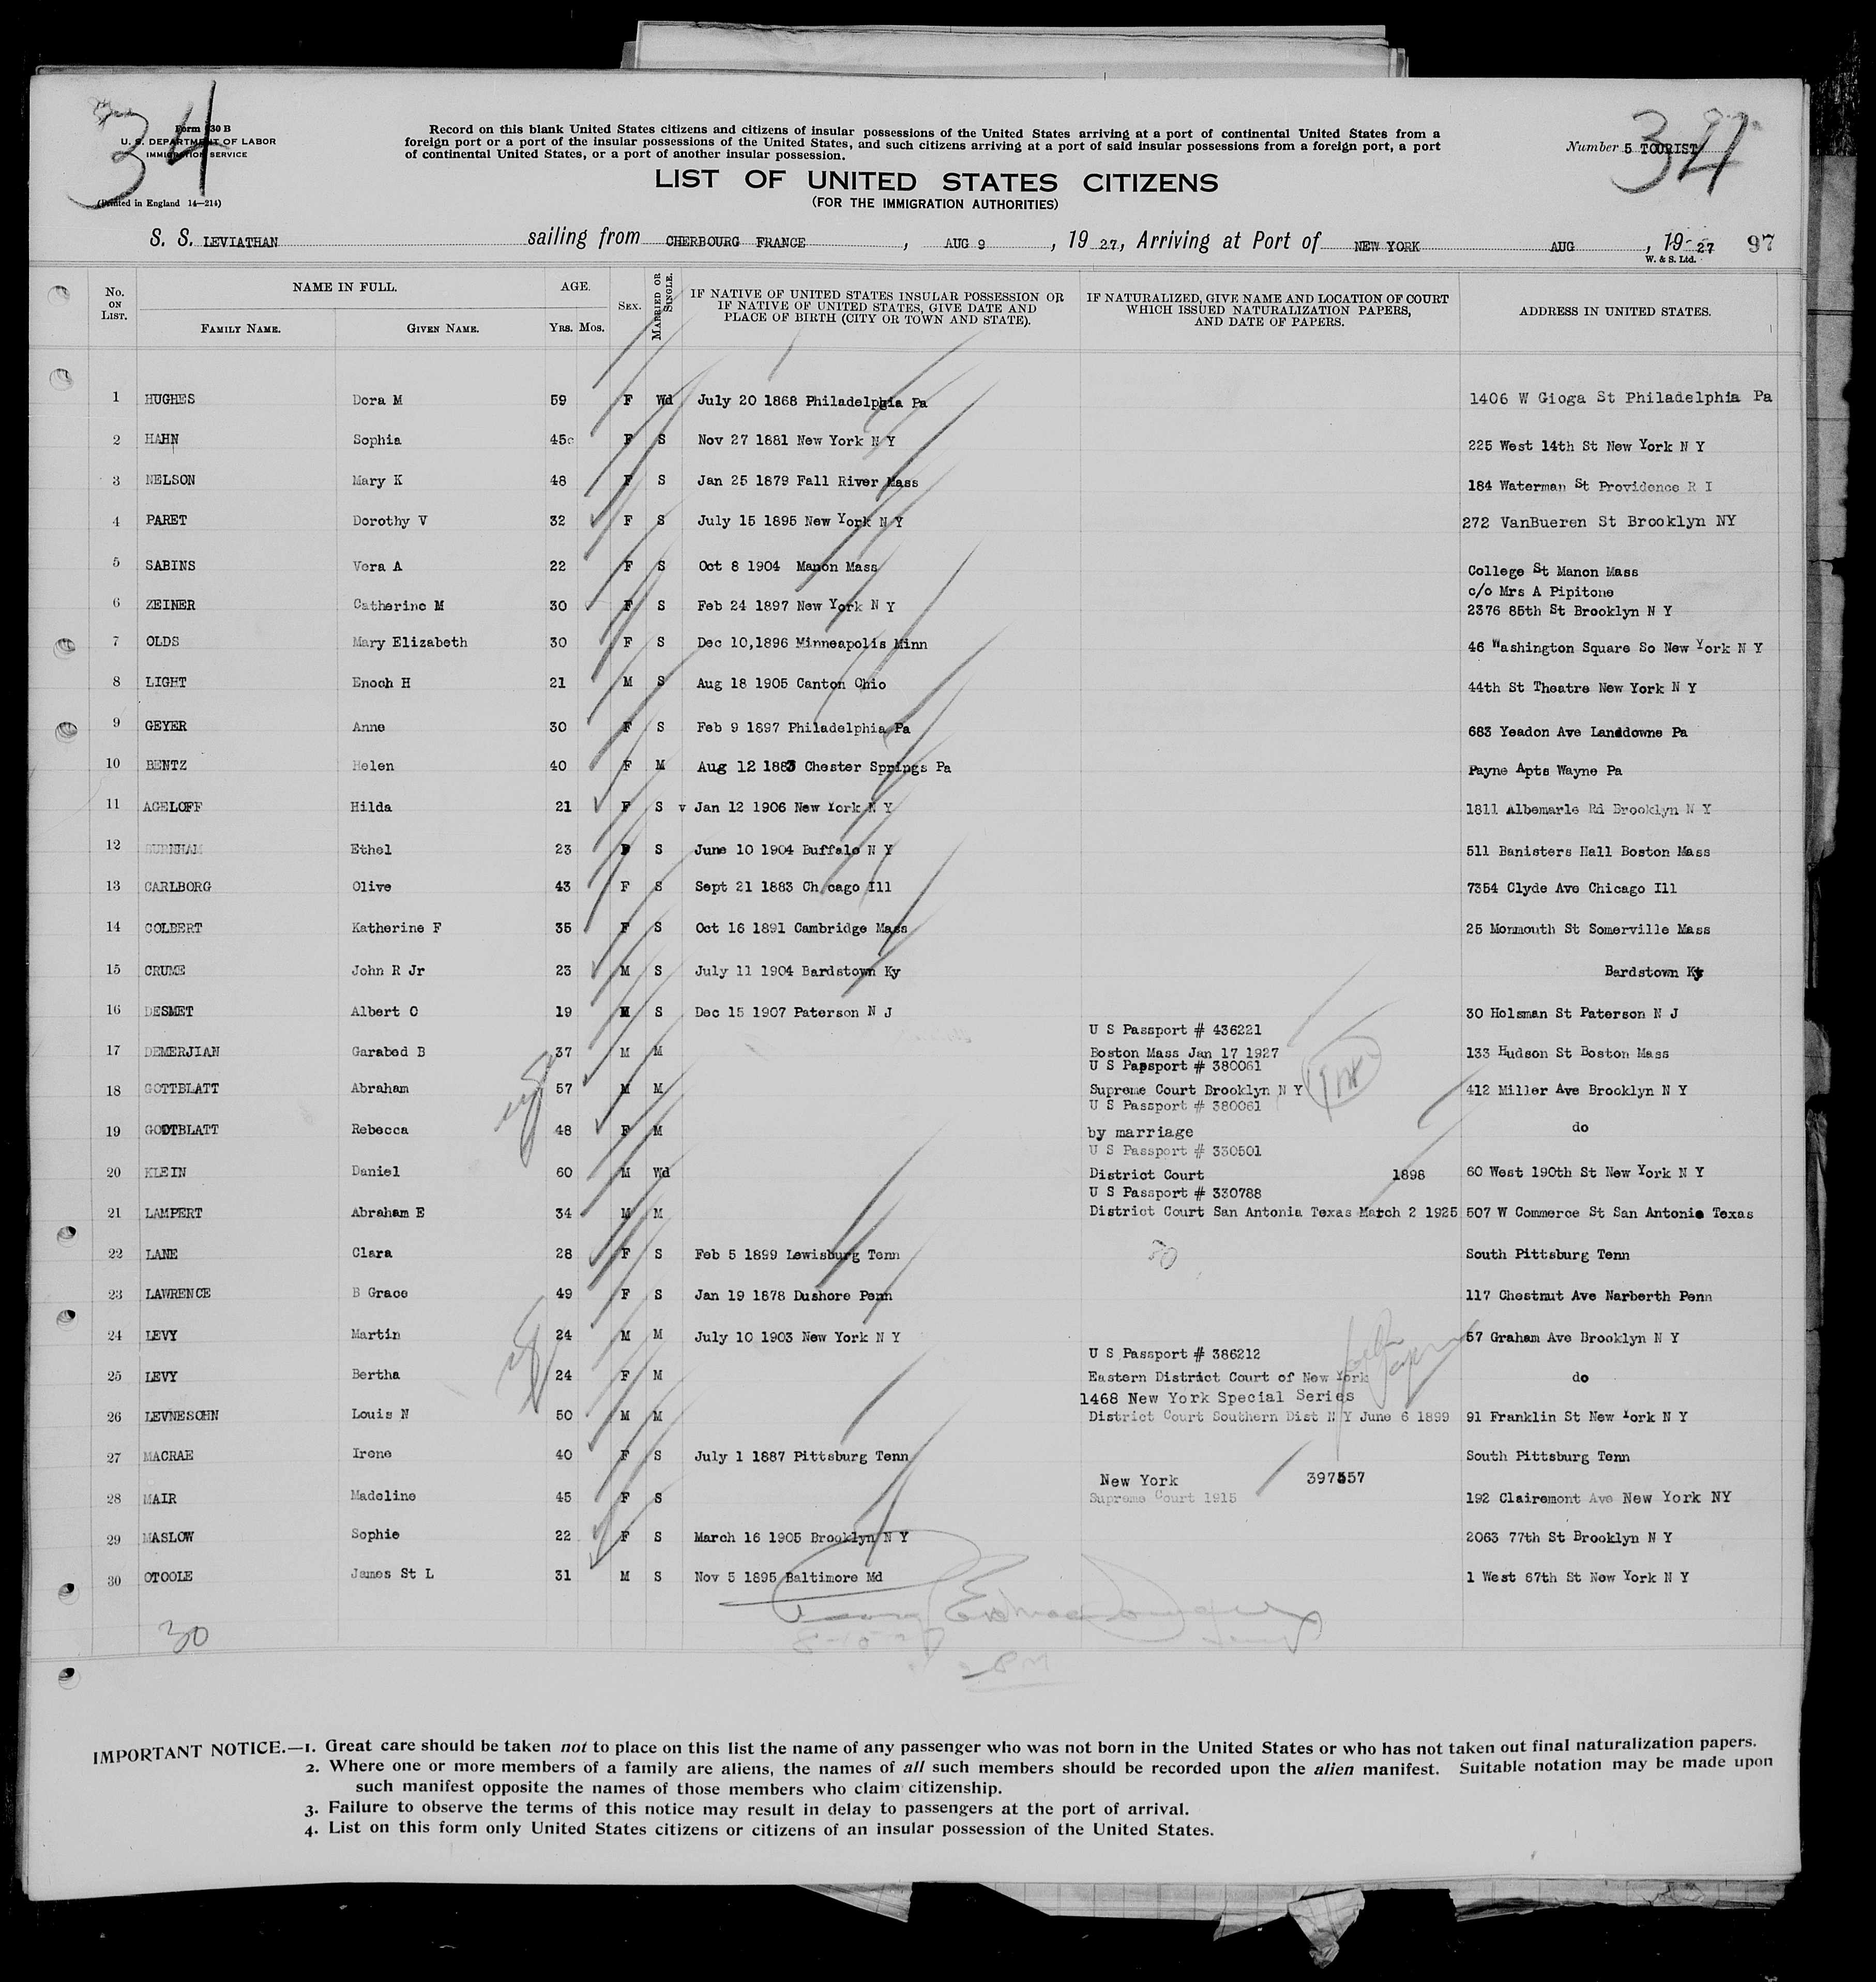 34
Form 630 B
U. S. DEPARTMENT OF LABOR
IMMIGRATION SERVICE
(Printed in England 14—214)
Record on this blank United States citizens and citizens of insular possessions of the United States arriving at a port of continental United States from a
foreign port or a port of the insular possessions of the United States, and such citizens arriving at a port of said insular possessions from a foreign port, a port
of continental United States, or a port of another insular possession.
Number 5 TOURIST
34
LIST OF UNITED STATES CITIZENS
(FOR THE IMMIGRATION AUTHORITIES)
S. S. LEVIATHAN sailing from CHERBOURG FRANCE, AUG 9, 19 27, Arriving at Port of NEW YORK AUG, 19 27 97
W. & S. Ltd.
No. ON LIST. NAME IN FULL. FAMILY NAME. GIVEN NAME. AGE. YRS. MOS. SEX. MARRIED OR SINGLE. IF NATIVE OF UNITED STATES INSULAR POSSESSION OR IF NATIVE OF UNITED STATES, GIVE DATE AND PLACE OF BIRTH (CITY OR TOWN AND STATE). IF NATURALIZED, GIVE NAME AND LOCATION OF COURT WHICH ISSUED NATURALIZATION PAPERS, AND DATE OF PAPERS. ADDRESS IN UNITED STATES.
1 HUGHES Dora M 59 F Wd July 20 1868 Philadelphia Pa 1406 W Gioga St Philadelphia Pa
2 HAHN Sophia 45 F S Nov 27 1881 New York N Y 225 West 14th St New York N Y
3 NELSON Mary K 48 F S Jan 25 1879 Fall River Mass 184 Waterman St Providence R I
4 PARET Dorothy V 32 F S July 15 1895 New York N Y 272 VanBueren St Brooklyn NY
5 SABINS Vera A 22 F S Oct 8 1904 Manon Mass College St Manon Mass
c/o Mrs A Pipitone
6 ZEINER Catherine M 30 F S Feb 24 1897 New York N Y 2376 85th St Brooklyn N Y
7 OLDS Mary Elizabeth 30 F S Dec 10,1896 Minneapolis Minn 46 Washington Square So New York N Y
8 LIGHT Enoch H 21 M S Aug 18 1905 Canton Ohio 44th St Theatre New York N Y
9 GEYER Anne 30 F S Feb 9 1897 Philadelphia Pa 683 Yeadon Ave Landdowne Pa
10 BENTZ Helen 40 F M Aug 12 1883 Chester Springs Pa Payne Apts Wayne Pa
11 AGELOFF Hilda 21 F S v Jan 12 1906 New York N Y 1811 Albemarle Rd Brooklyn N Y
12 BURNHAM Ethel 23 F S June 10 1904 Buffalo N Y 511 Banisters Hall Boston Mass
13 CARLBORG Olive 43 F S Sept 21 1883 Ch cago Ill 7354 Clyde Ave Chicago Ill
14 COLBERT Katherine F 35 F S Oct 16 1891 Cambridge Mass 25 Monmouth St Somerville Mass
15 CRUME John R Jr 23 M S July 11 1904 Bardstown Ky Bardstown Ky
16 DESMET Albert O 19 M S Dec 15 1907 Paterson N J 30 Holsman St Paterson N J
U S Passport # 436221
17 DEMERJIAN Garabed B 37 M M Boston Mass Jan 17 1927 133 Hudson St Boston Mass
U S Passport # 380061
18 GOTTBLATT Abraham 57 M M Supreme Court Brooklyn N Y 412 Miller Ave Brooklyn N Y
U S Passport # 380061
19 GOTTBLATT Rebecca 48 F M by marriage do
U S Passport # 330501
20 KLEIN Daniel 60 M Wd District Court 1898 60 West 190th St New York N Y
U S Passport # 330788
21 LAMPERT Abraham E 34 M M District Court San Antonia Texas March 2 1925 507 W Commerce St San Antonio Texas
22 LANE Clara 28 F S Feb 5 1899 Lewisburg Tenn South Pittsburg Tenn
23 LAWRENCE B Grace 49 F S Jan 19 1878 Dushore Penn 117 Chestnut Ave Narberth Penn
24 LEVY Martin 24 M M July 10 1903 New York N Y 57 Graham Ave Brooklyn N Y
U S Passport # 386212
25 LEVY Bertha 24 F M Eastern District Court of New York do
1468 New York Special Series
26 LEVNESOHN Louis N 50 M M District Court Southern Dist N Y June 6 1899 91 Franklin St New York N Y
27 MACRAE Irene 40 F S July 1 1887 Pittsburg Tenn South Pittsburg Tenn
New York 397557
28 MAIR Madeline 45 F S Supreme Court 1915 192 Clairemont Ave New York NY
29 MASLOW Sophie 22 F S March 16 1905 Brooklyn N Y 2063 77th St Brooklyn N Y
30 OTOOLE James St L 31 M S Nov 5 1895 Baltimore Md 1 West 67th St New York N Y
30
IMPORTANT NOTICE.—1. Great care should be taken not to place on this list the name of any passenger who was not born in the United States or who has not taken out final naturalization papers.
2. Where one or more members of a family are aliens, the names of all such members should be recorded upon the alien manifest. Suitable notation may be made upon
such manifest opposite the names of those members who claim citizenship.
3. Failure to observe the terms of this notice may result in delay to passengers at the port of arrival.
4. List on this form only United States citizens or citizens of an insular possession of the United States.